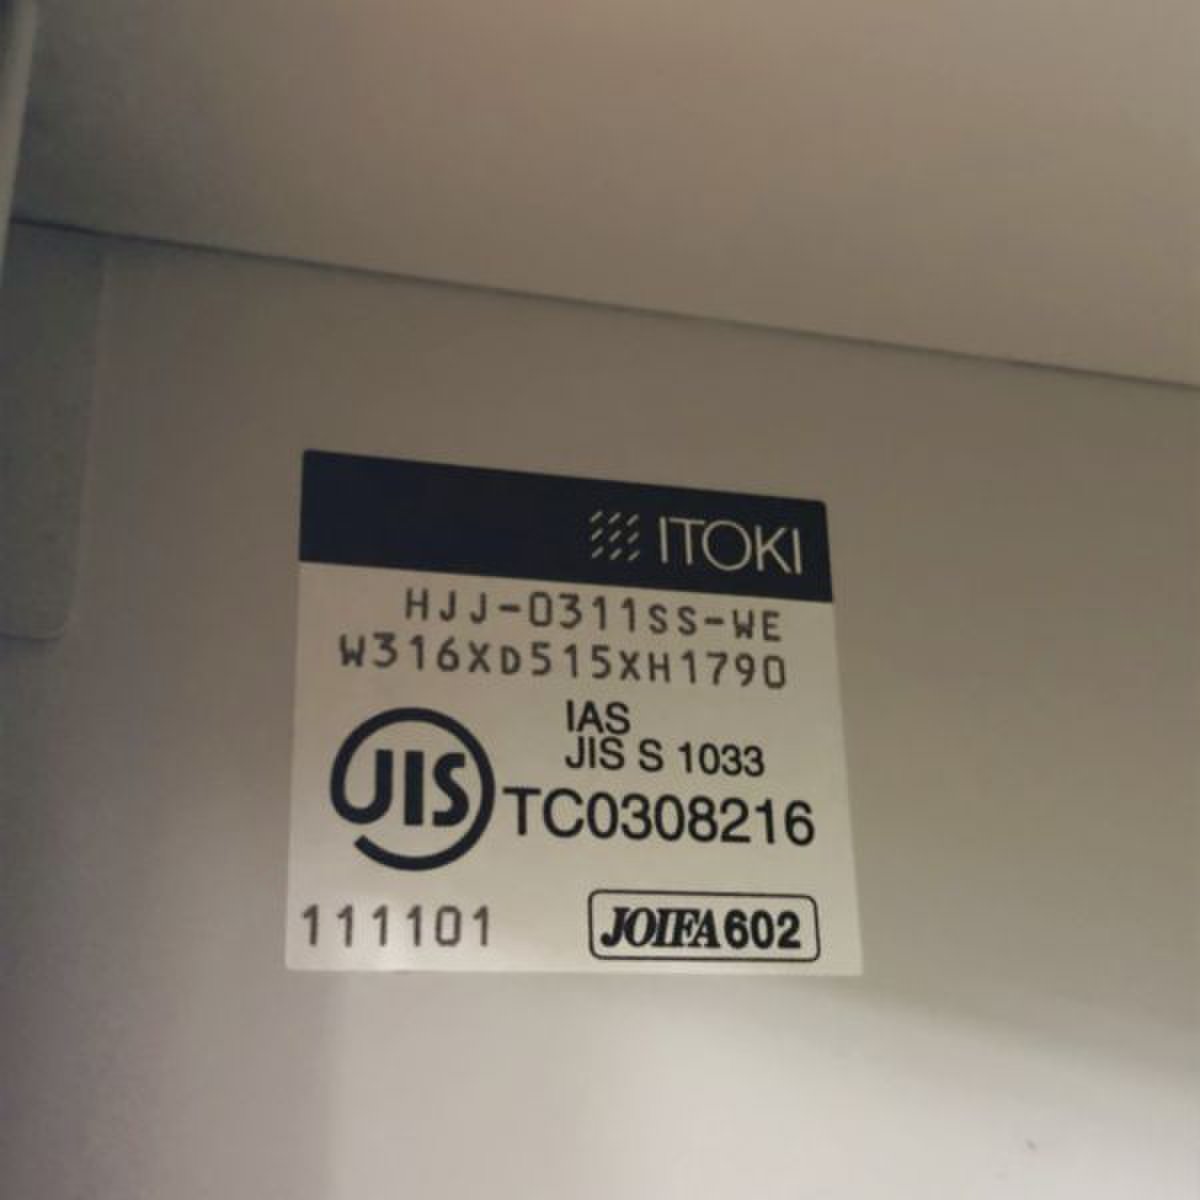 ITOKI
HJJ-0311SS-WE
W316XD515XH1790
IAS
JIS S 1033
JIS
TC0308216
111101
JOIFA602